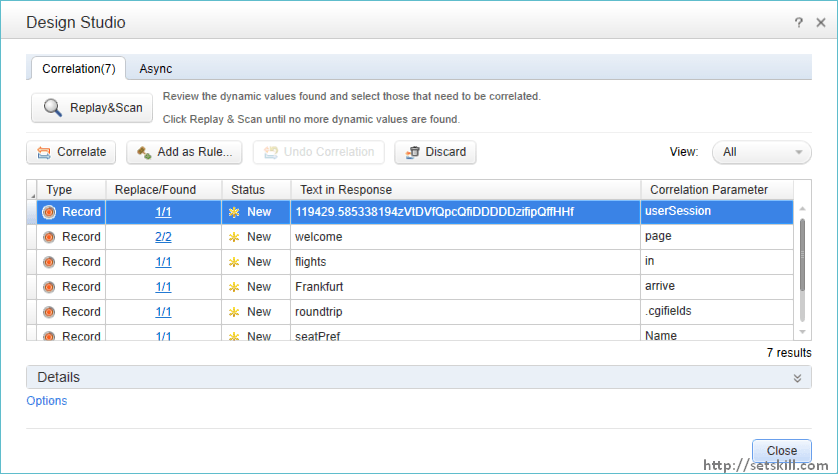 Design Studio
?
Correlation(7) Async
Replay&Scan
Review the dynamic values found and select those that need to be correlated.
Click Replay & Scan until no more dynamic values are found.
Correlate Add as Rule... Undo Correlation Discard View: All
Type Replace/Found Status Text in Response Correlation Parameter
Record 1/1 New 119429.585338194zVtDVfQpcQfiDDDDDzifipQffHHf userSession
Record 2/2 New welcome page
Record 1/1 New flights in
Record 1/1 New Frankfurt arrive
Record 1/1 New roundtrip .cgifields
Record 1/1 New seatPref Name
7 results
Details
Options
Close
http://setskill.com